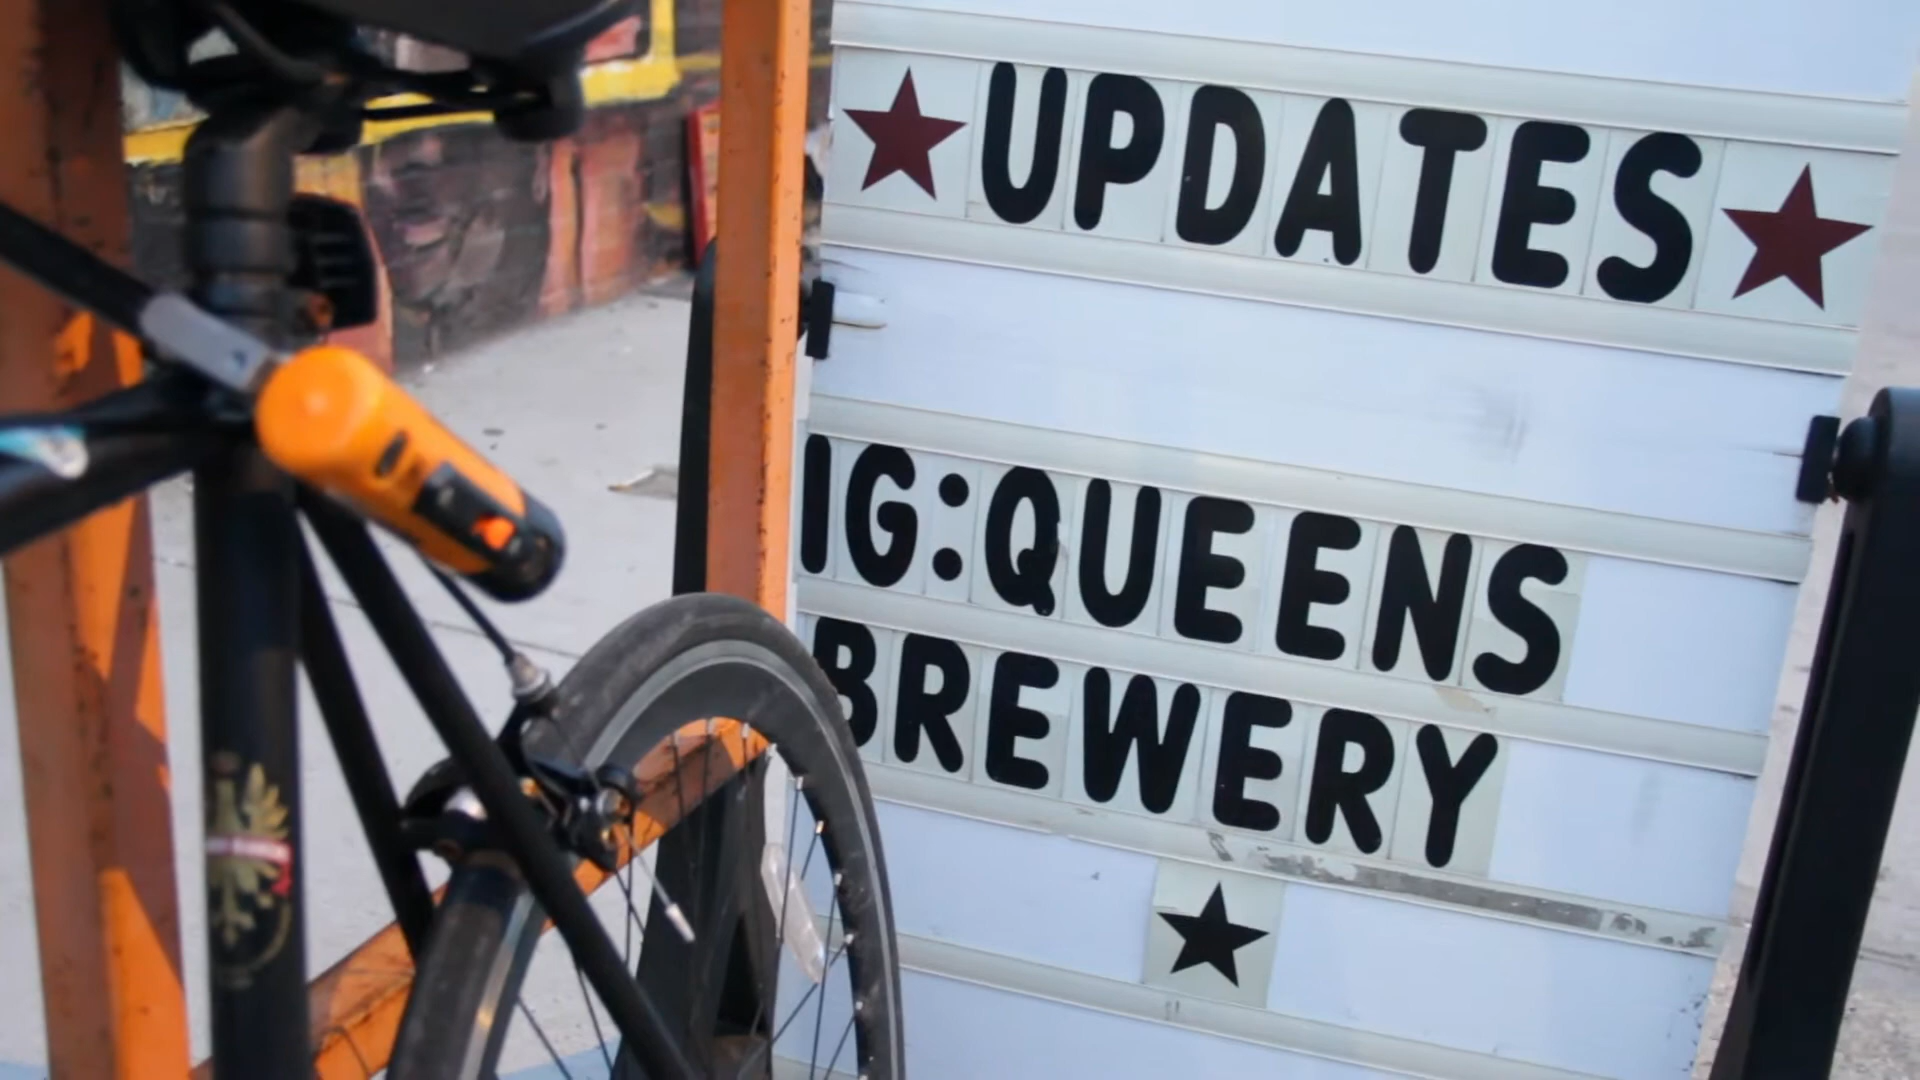 ★ UPDATES ★
IG:QUEENS
BREWERY
★